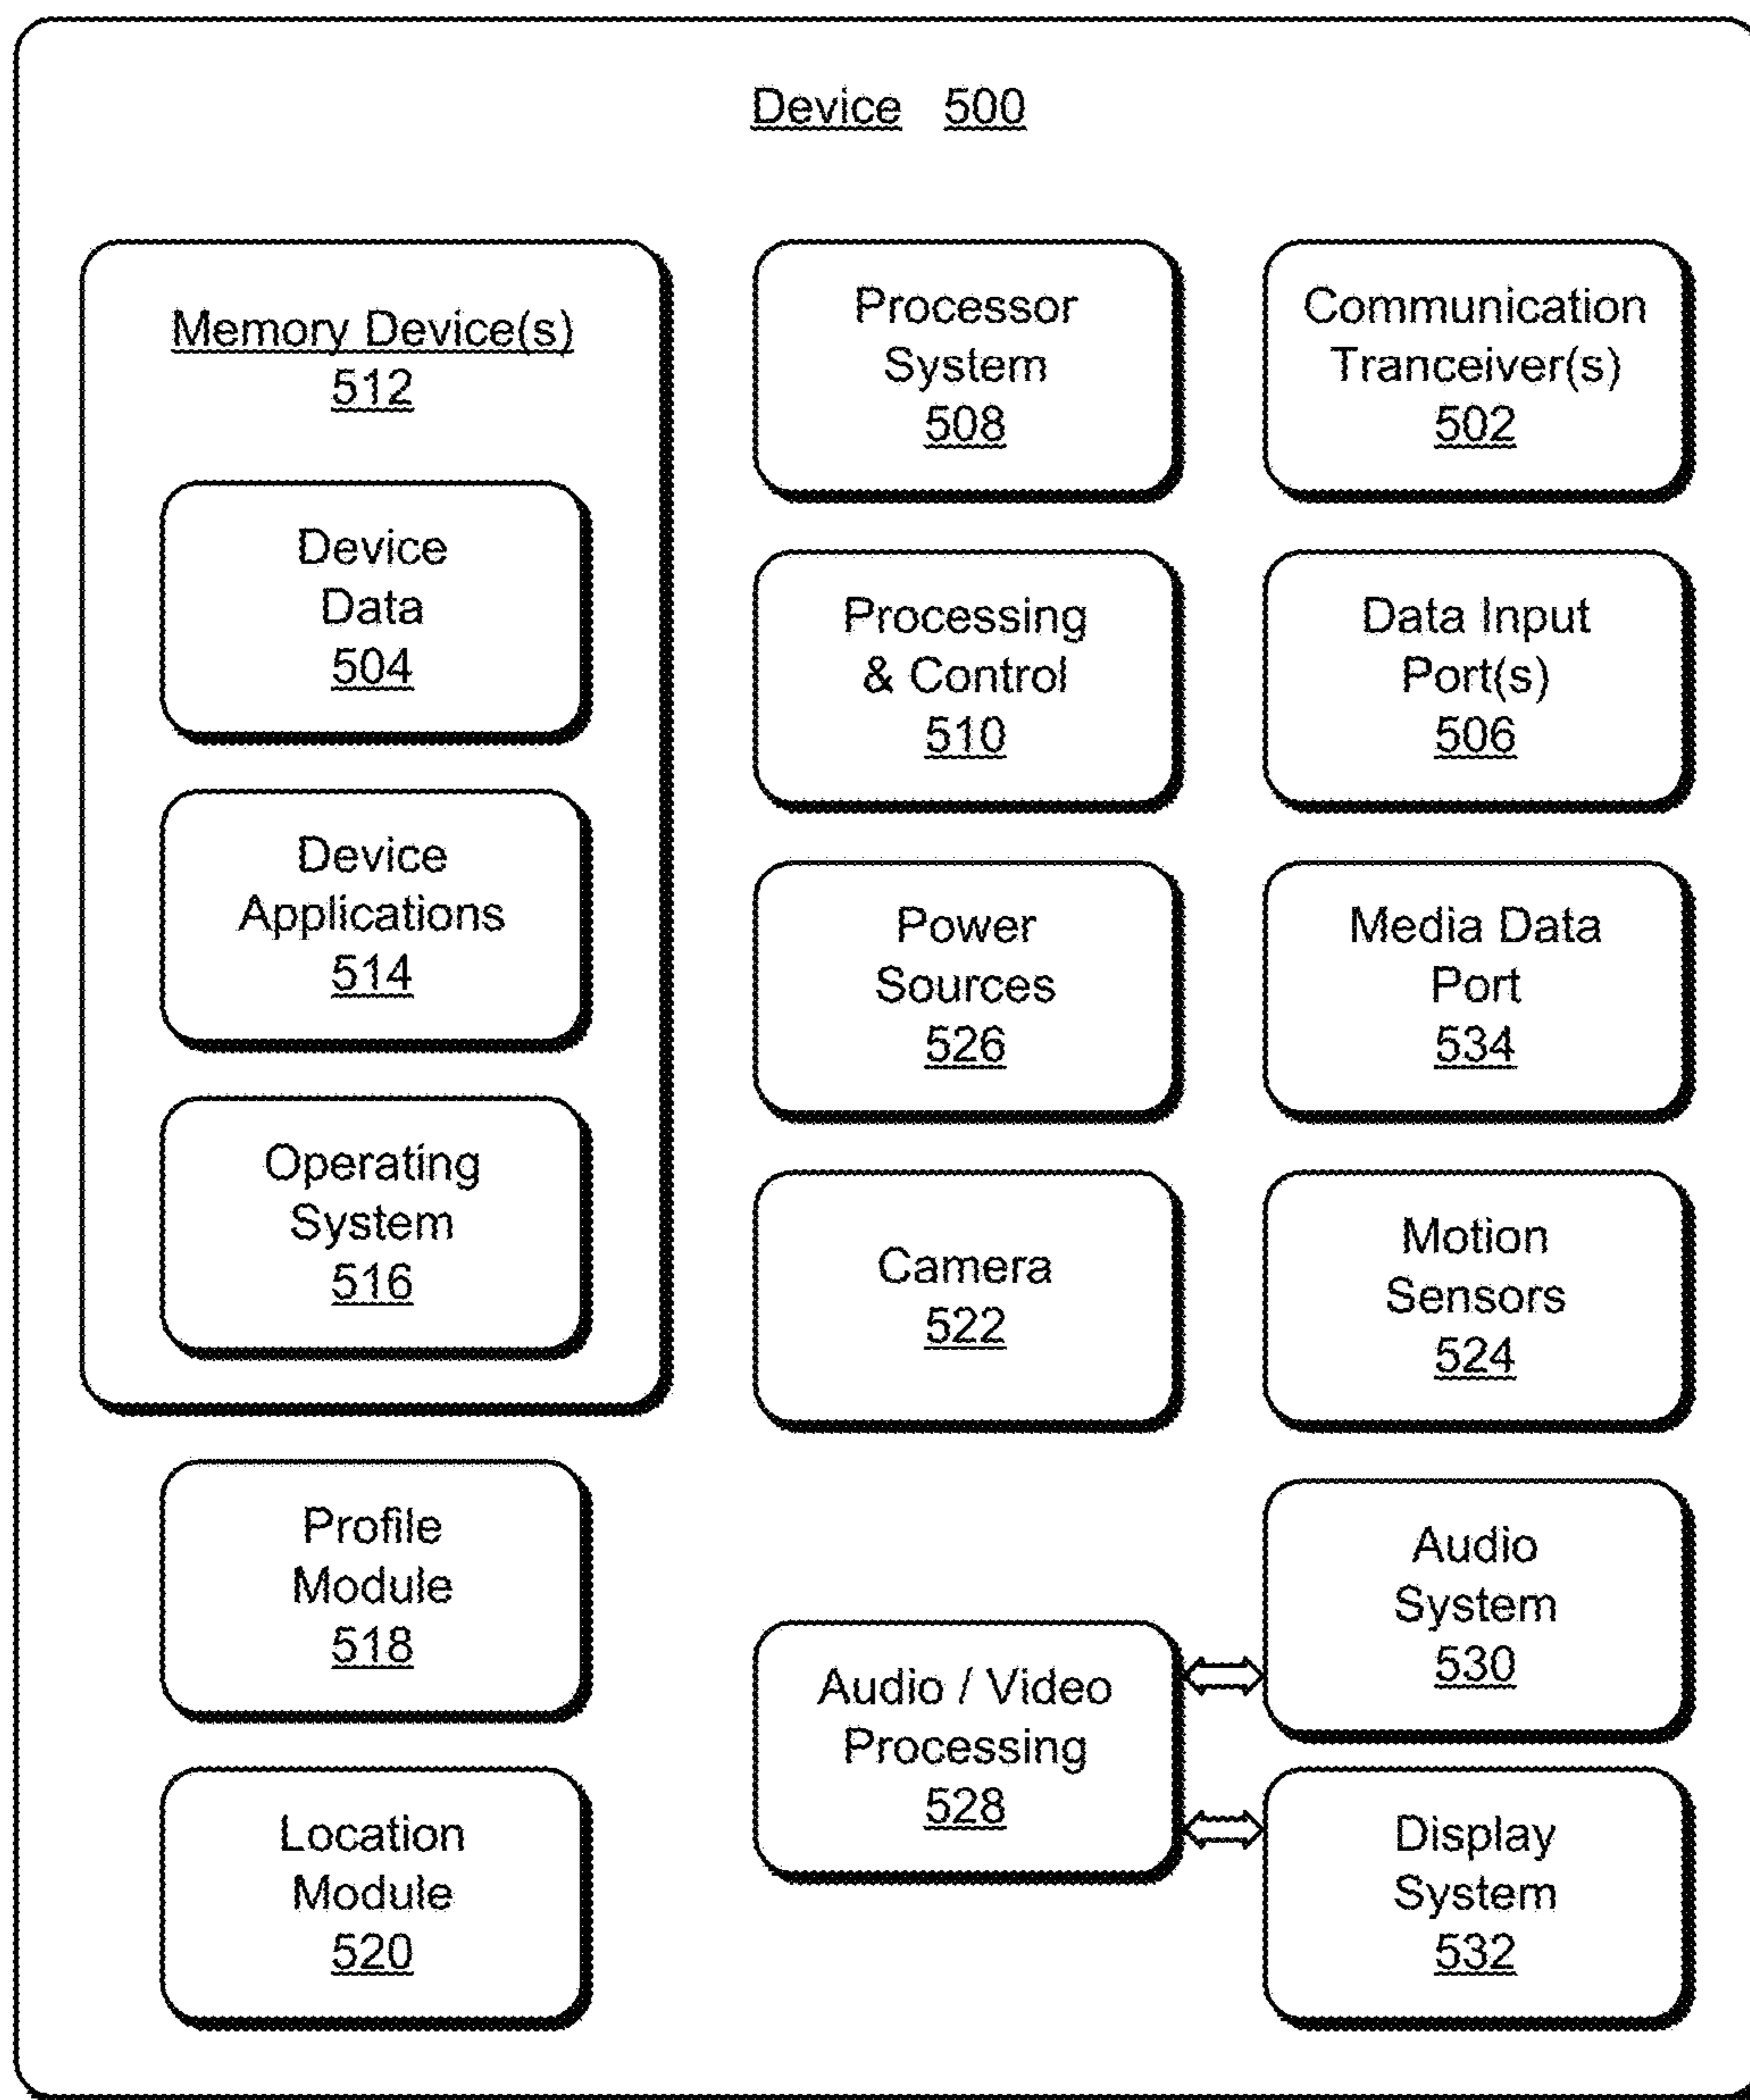 Device 500
Memory Device(s)
512
Device
Data
504
Device
Applications
514
Operating
System
516
Profile
Module
518
Location
Module
520
Processor
System
508
Processing
& Control
510
Power
Sources
526
Camera
522
Audio / Video
Processing
528
Communication
Tranceiver(s)
502
Data Input
Port(s)
506
Media Data
Port
534
Motion
Sensors
524
Audio
System
530
Display
System
532